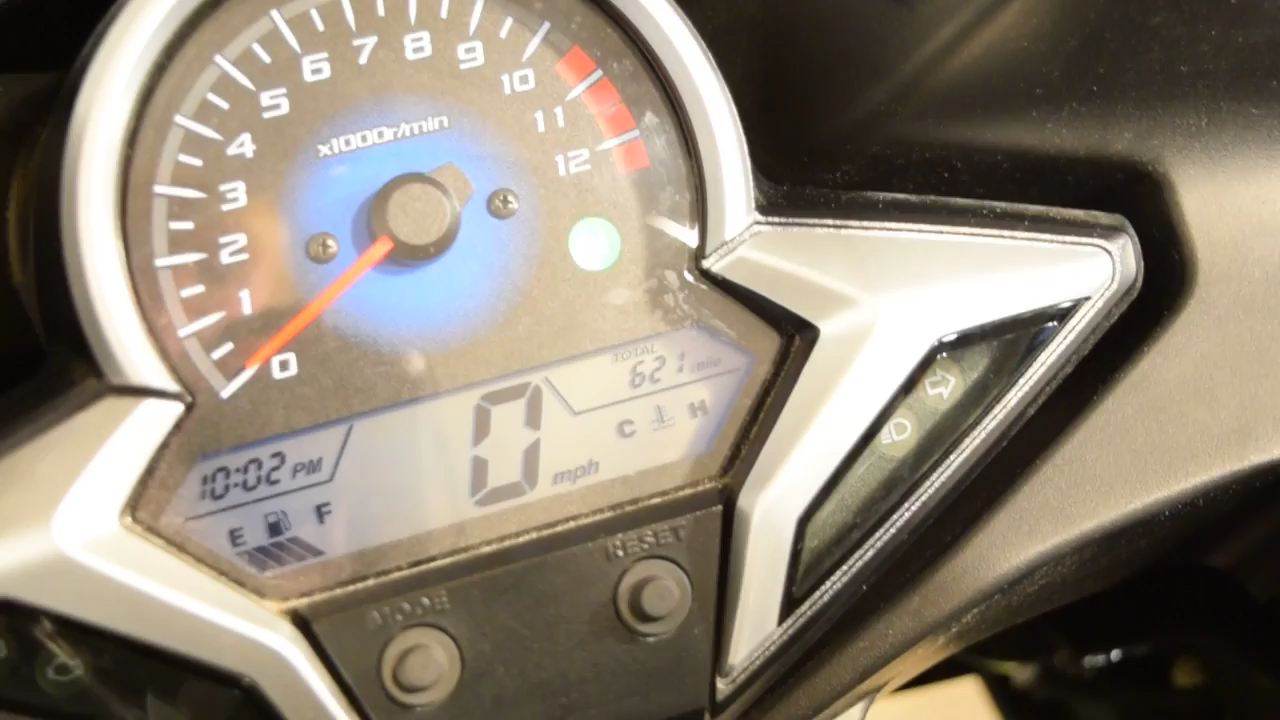 0
1
2
3
4
5
6
7
8
9
10
11
12
x1000r/min
TOTAL
621 mile
10:02 PM
0 mph
C H
E F
MODE
RESET